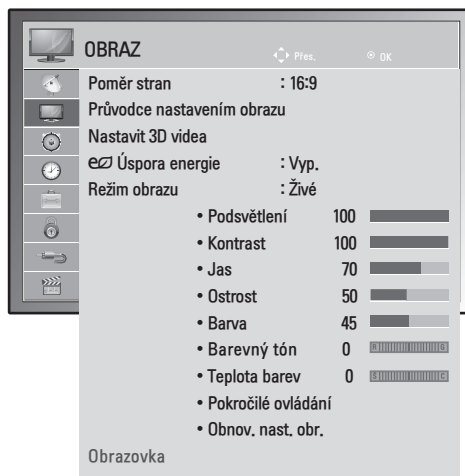 OBRAZ Přes. OK
Poměr stran : 16:9
Průvodce nastavením obrazu
Nastavit 3D videa
Úspora energie : Vyp.
Režim obrazu : Živé
• Podsvětlení 100
• Kontrast 100
• Jas 70
• Ostrost 50
• Barva 45
• Barevný tón 0 R G
• Teplota barev 0 S C
• Pokročilé ovládání
• Obnov. nast. obr.
Obrazovka